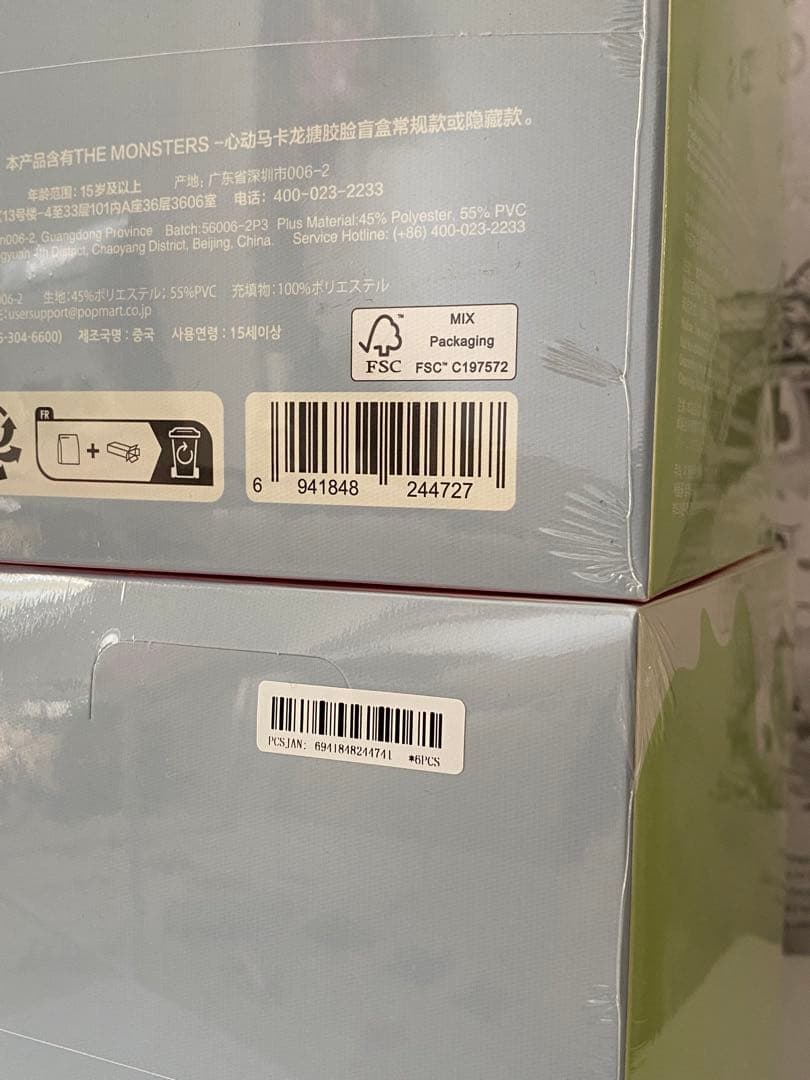 本产品含有THE MONSTERS -心动马卡龙搪胶脸盲盒常规款或隐藏款。
年龄范围: 15岁及以上 产地: 广东省深圳市006-2
13号楼-4至33层101内A座36层3606室 电话: 400-023-2233
006-2 Guangdong Province Batch:56006-2P3 Plus Material:45% Polyester, 55% PVC
4th District, Chaoyang District, Beijing, China. Service Hotline: (+86) 400-023-2233
06-2 生地: 45%ポリエステル; 55%PVC 充填物: 100%ポリエステル
:usersupport@popmart.co.jp
-304-6600) 제조국명 : 중국 사용연령 : 15세이상
MIX
Packaging
FSC™ C197572
FSC
FR
6 941848 244727
PCSJAN: 6941848244741 *6PCS